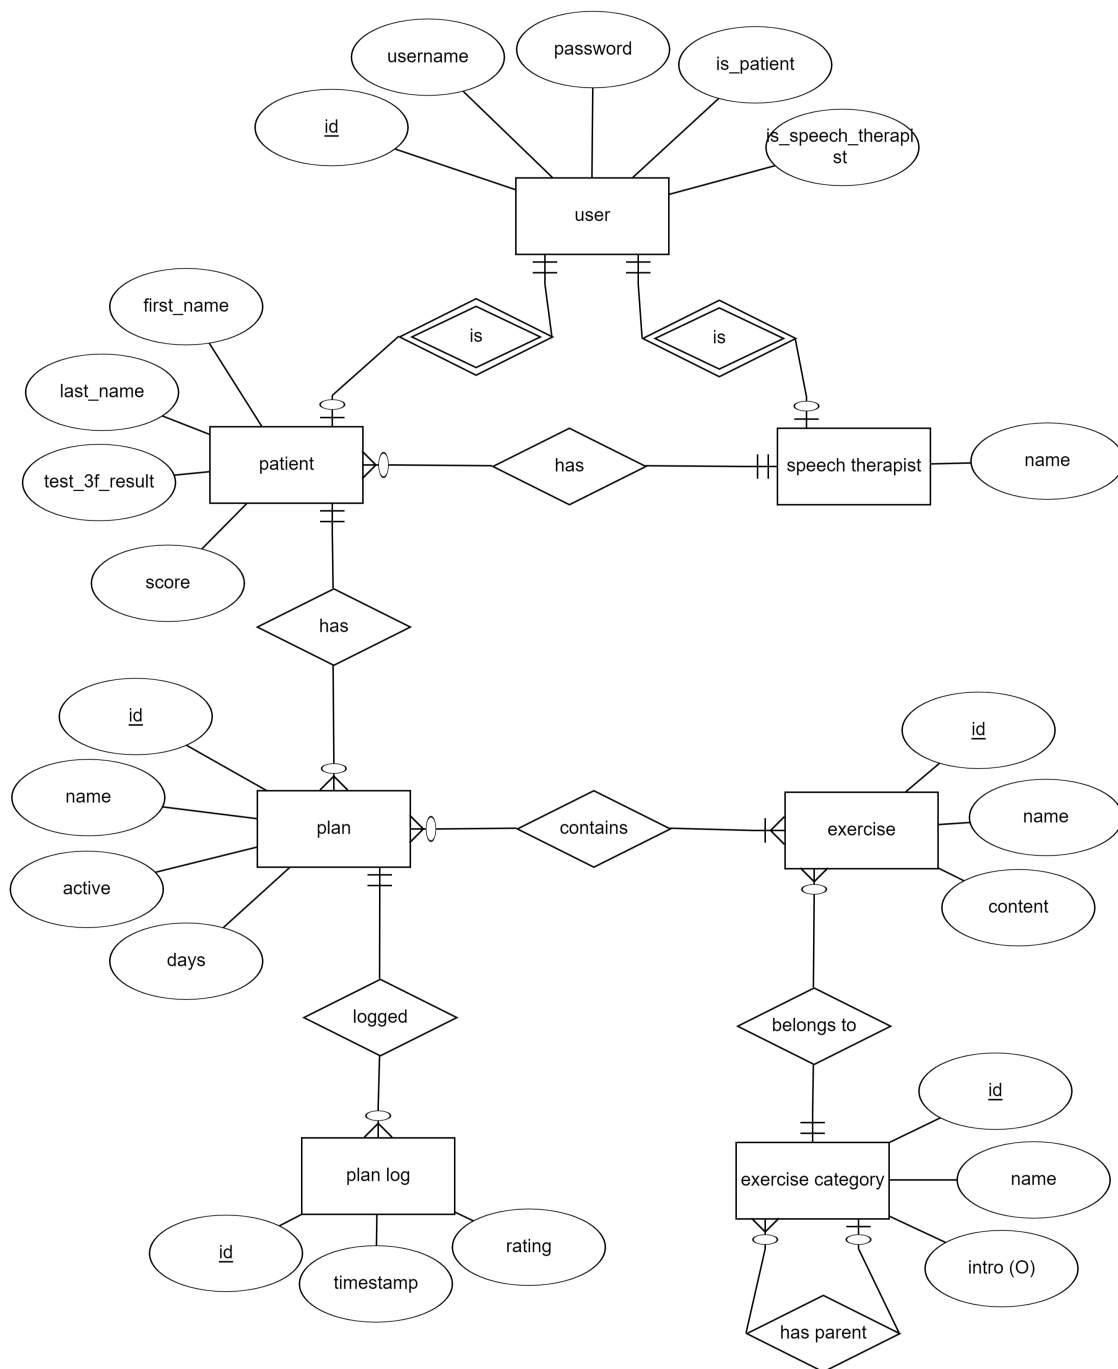 username
password
is_patient
id
is_speech_therapi
st
user
first_name
is
is
last_name
patient
has
speech therapist
name
test_3f_result
score
has
id
id
name
plan
contains
exercise
name
active
content
days
logged
belongs to
id
plan log
exercise category
name
id
timestamp
rating
intro (O)
has parent